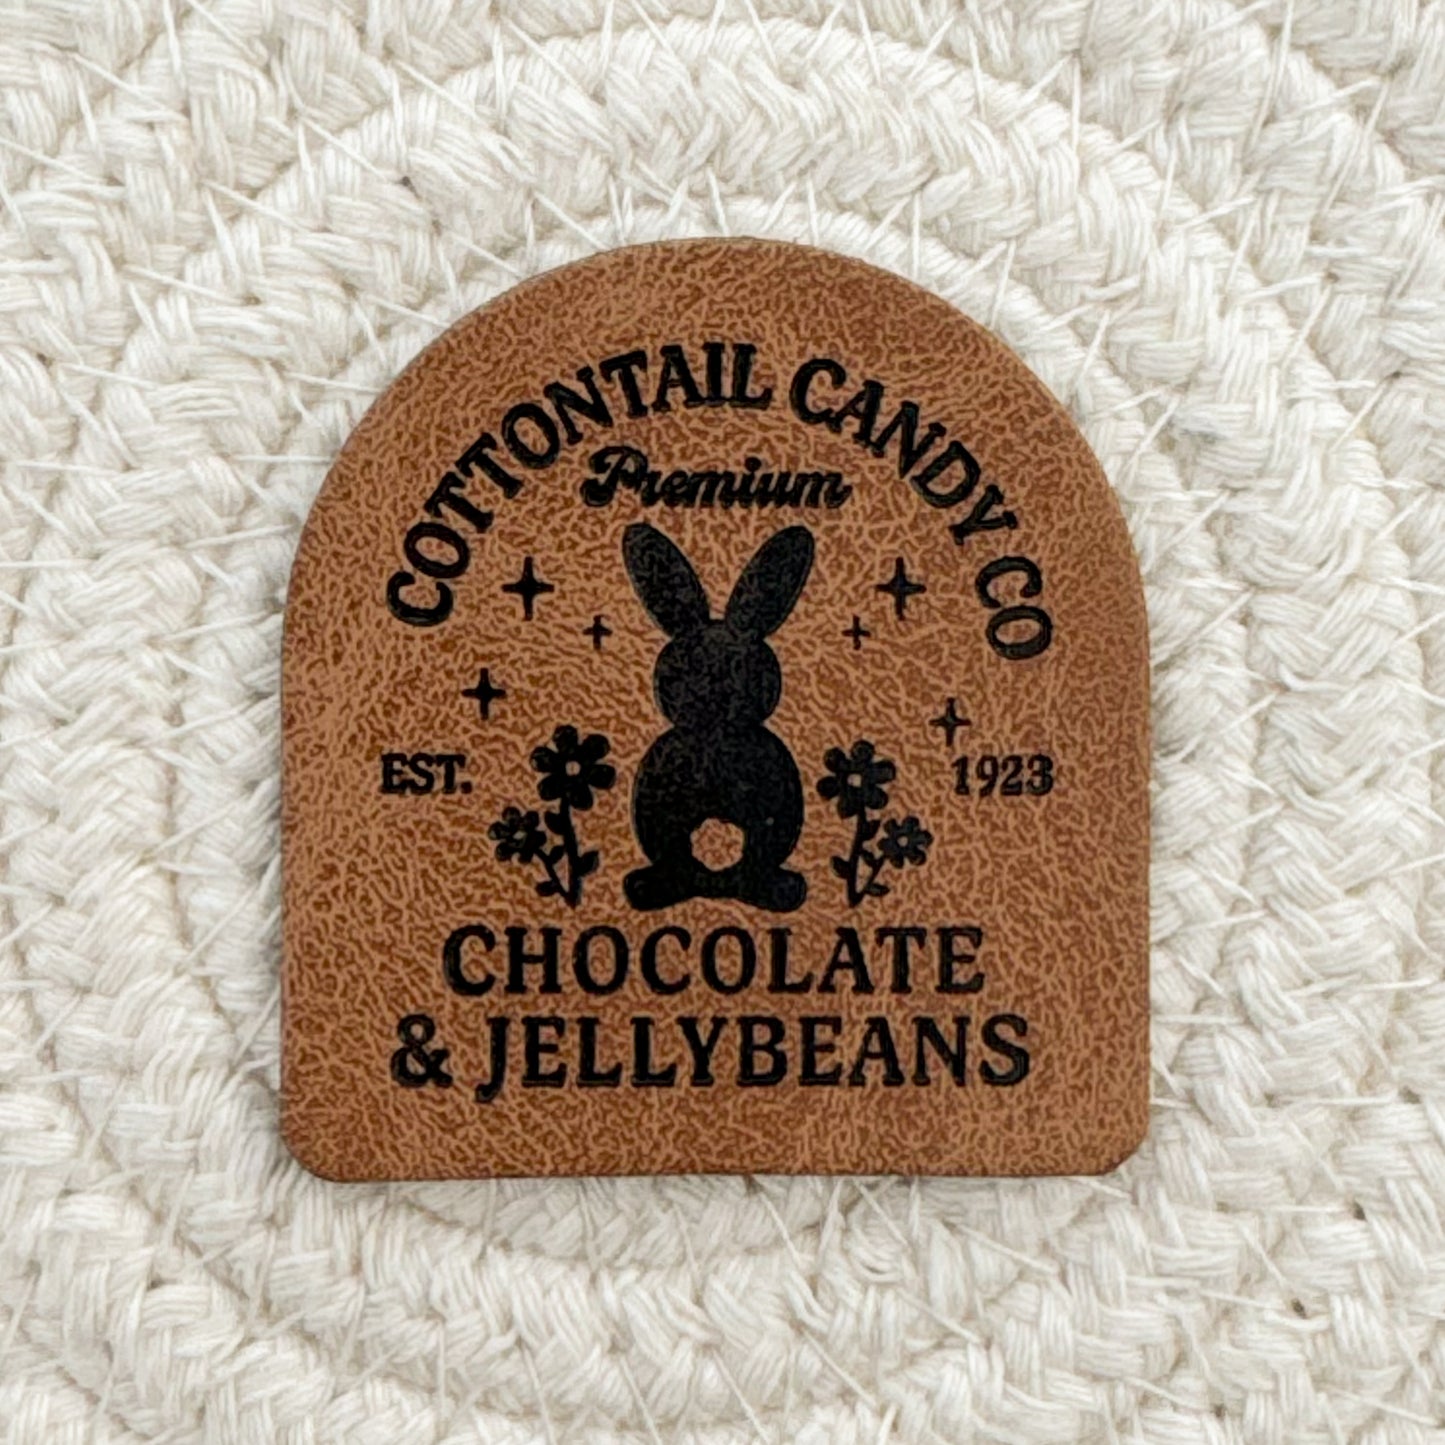 COTTONTAIL CANDY CO
Premium
EST. 1923
CHOCOLATE
& JELLYBEANS